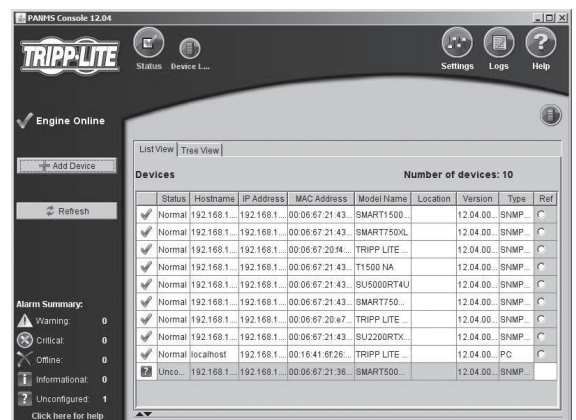 PANMS Console 12.04
TRIPP·LITE
Status
Device L...
Settings
Logs
Help
Engine Online
Add Device
Refresh
List View
Tree View
Devices
Number of devices: 10
Status Hostname IP Address MAC Address Model Name Location Version Type Ref
Normal 192.168.1.... 192.168.1.... 00:06:67:21:43... SMART1500... 12.04.00... SNMP...
Normal 192.168.1.... 192.168.1.... 00:06:67:21:43... SMART750XL 12.04.00... SNMP...
Normal 192.168.1.... 192.168.1.... 00:06:67:20:f4:... TRIPP LITE ... 12.04.00... SNMP...
Normal 192.168.1.... 192.168.1.... 00:06:67:21:43... T1500 NA 12.04.00... SNMP...
Normal 192.168.1.... 192.168.1.... 00:06:67:21:43... SU5000RT4U 12.04.00... SNMP...
Normal 192.168.1.... 192.168.1.... 00:06:67:21:43... SMART750... 12.04.00... SNMP...
Normal 192.168.1.... 192.168.1.... 00:06:67:20:e7... TRIPP LITE ... 12.04.00... SNMP...
Normal 192.168.1.... 192.168.1.... 00:06:67:21:43... SU2200RTX... 12.04.00... SNMP...
Normal localhost 192.168.1.... 00:16:41:6f:26:... TRIPP LITE ... 12.04.00... PC
Unco... 192.168.1.... 192.168.1.... 00:06:67:21:36... SMART500... 12.04.00... SNMP...
Alarm Summary:
Warning: 0
Critical: 0
Offline: 0
Informational: 0
Unconfigured: 1
Click here for help